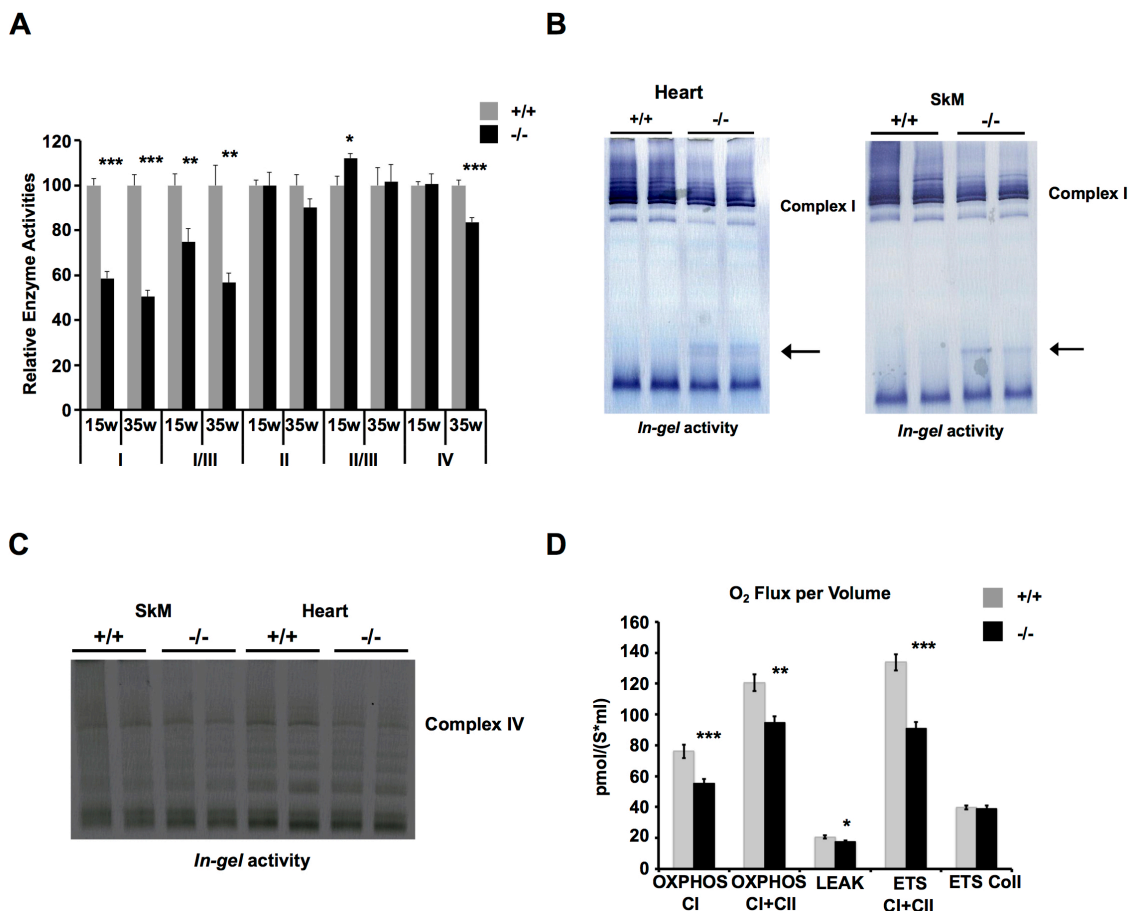 A
+/+
-/-
Relative Enzyme Activities
120
100
80
60
40
20
0
*** *** ** ** * ***
15w 35w 15w 35w 15w 35w 15w 35w 15w 35w
I I/III II II/III IV
B
Heart
+/+ -/-
Complex I
In-gel activity
SkM
+/+ -/-
Complex I
In-gel activity
C
SkM Heart
+/+ -/- +/+ -/-
Complex IV
In-gel activity
D
O2 Flux per Volume
+/+
-/-
pmol/(S*ml)
160
140
120
100
80
60
40
20
0
*** ** * ***
OXPHOS OXPHOS LEAK ETS ETS ColI
CI CI+CII CI+CII